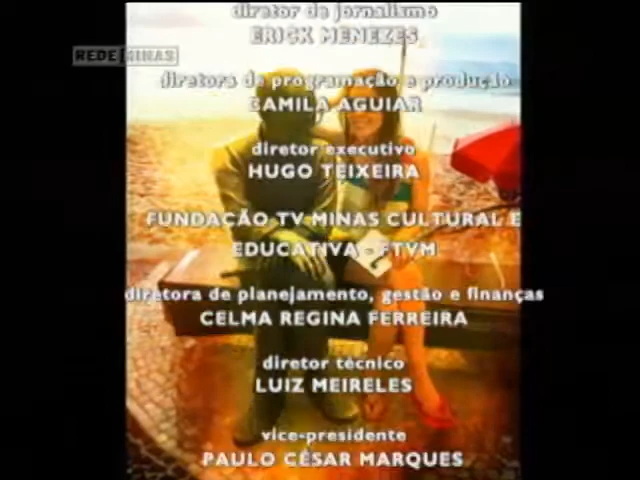 diretor de jornalismo
ERICK MENEZES
REDE MINAS
diretora de programação e produção
CAMILA AGUIAR
diretor executivo
HUGO TEIXEIRA
FUNDAÇÃO TV MINAS CULTURAL E
EDUCATIVA - FTVM
diretora de planejamento, gestão e finanças
CELMA REGINA FERREIRA
diretor técnico
LUIZ MEIRELES
vice-presidente
PAULO CÉSAR MARQUES